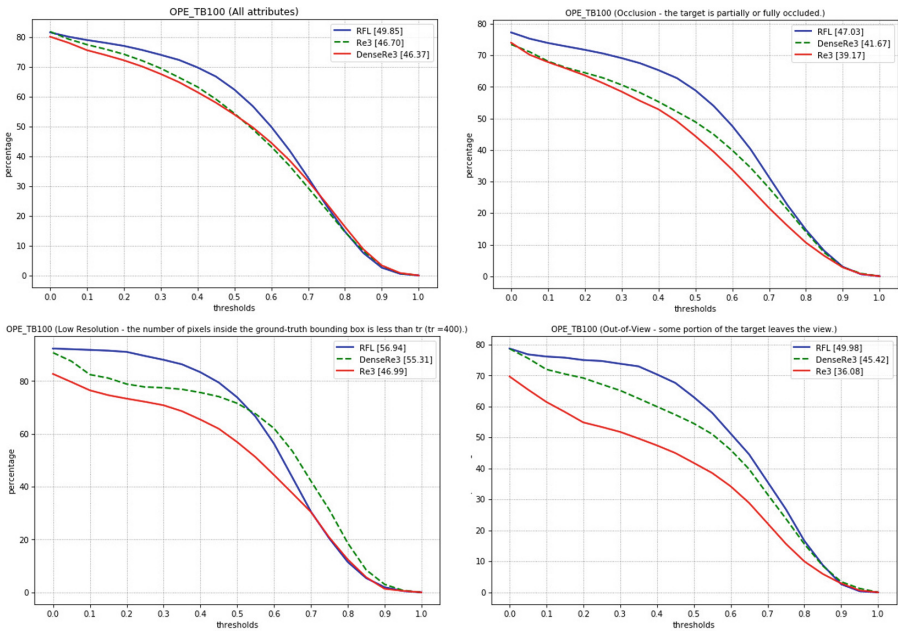 OPE_TB100 (All attributes)
RFL [49.85]
Re3 [46.70]
DenseRe3 [46.37]
percentage
80
70
60
50
40
30
20
10
0
0.0 0.1 0.2 0.3 0.4 0.5 0.6 0.7 0.8 0.9 1.0
thresholds
OPE_TB100 (Occlusion - the target is partially or fully occluded.)
RFL [47.03]
DenseRe3 [41.67]
Re3 [39.17]
percentage
80
70
60
50
40
30
20
10
0
0.0 0.1 0.2 0.3 0.4 0.5 0.6 0.7 0.8 0.9 1.0
thresholds
OPE_TB100 (Low Resolution - the number of pixels inside the ground-truth bounding box is less than tr (tr =400).)
RFL [56.94]
DenseRe3 [55.31]
Re3 [46.99]
percentage
80
60
40
20
0
0.0 0.1 0.2 0.3 0.4 0.5 0.6 0.7 0.8 0.9 1.0
thresholds
OPE_TB100 (Out-of-View - some portion of the target leaves the view.)
RFL [49.98]
DenseRe3 [45.42]
Re3 [36.08]
80
70
60
50
40
30
20
10
0
0.0 0.1 0.2 0.3 0.4 0.5 0.6 0.7 0.8 0.9 1.0
thresholds